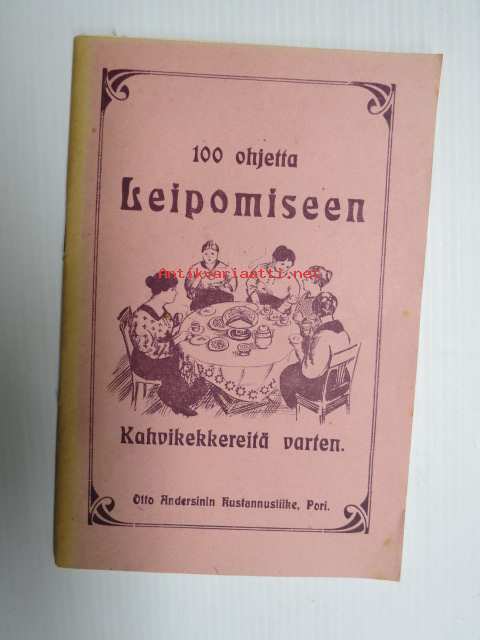 100 ohjetta
Leipomiseen
antikvariaatti.net
Kahvikekkereitä varten.
Otto Andersinin Kustannusliike, Pori.